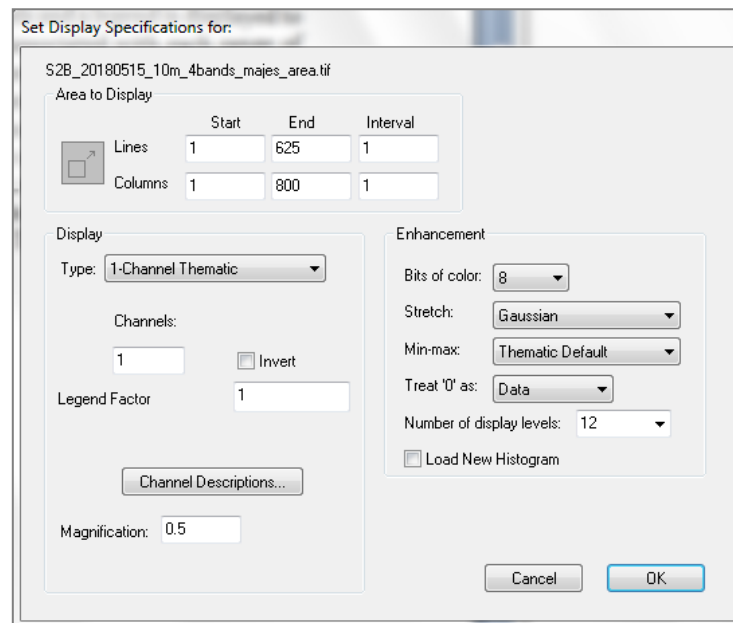 Set Display Specifications for:
S2B_20180515_10m_4bands_majes_area.tif
Area to Display
Start End Interval
Lines 1 625 1
Columns 1 800 1
Display
Type: 1-Channel Thematic
Channels:
1 Invert
Legend Factor 1
Channel Descriptions...
Magnification: 0.5
Enhancement
Bits of color: 8
Stretch: Gaussian
Min-max: Thematic Default
Treat '0' as: Data
Number of display levels: 12
Load New Histogram
Cancel OK